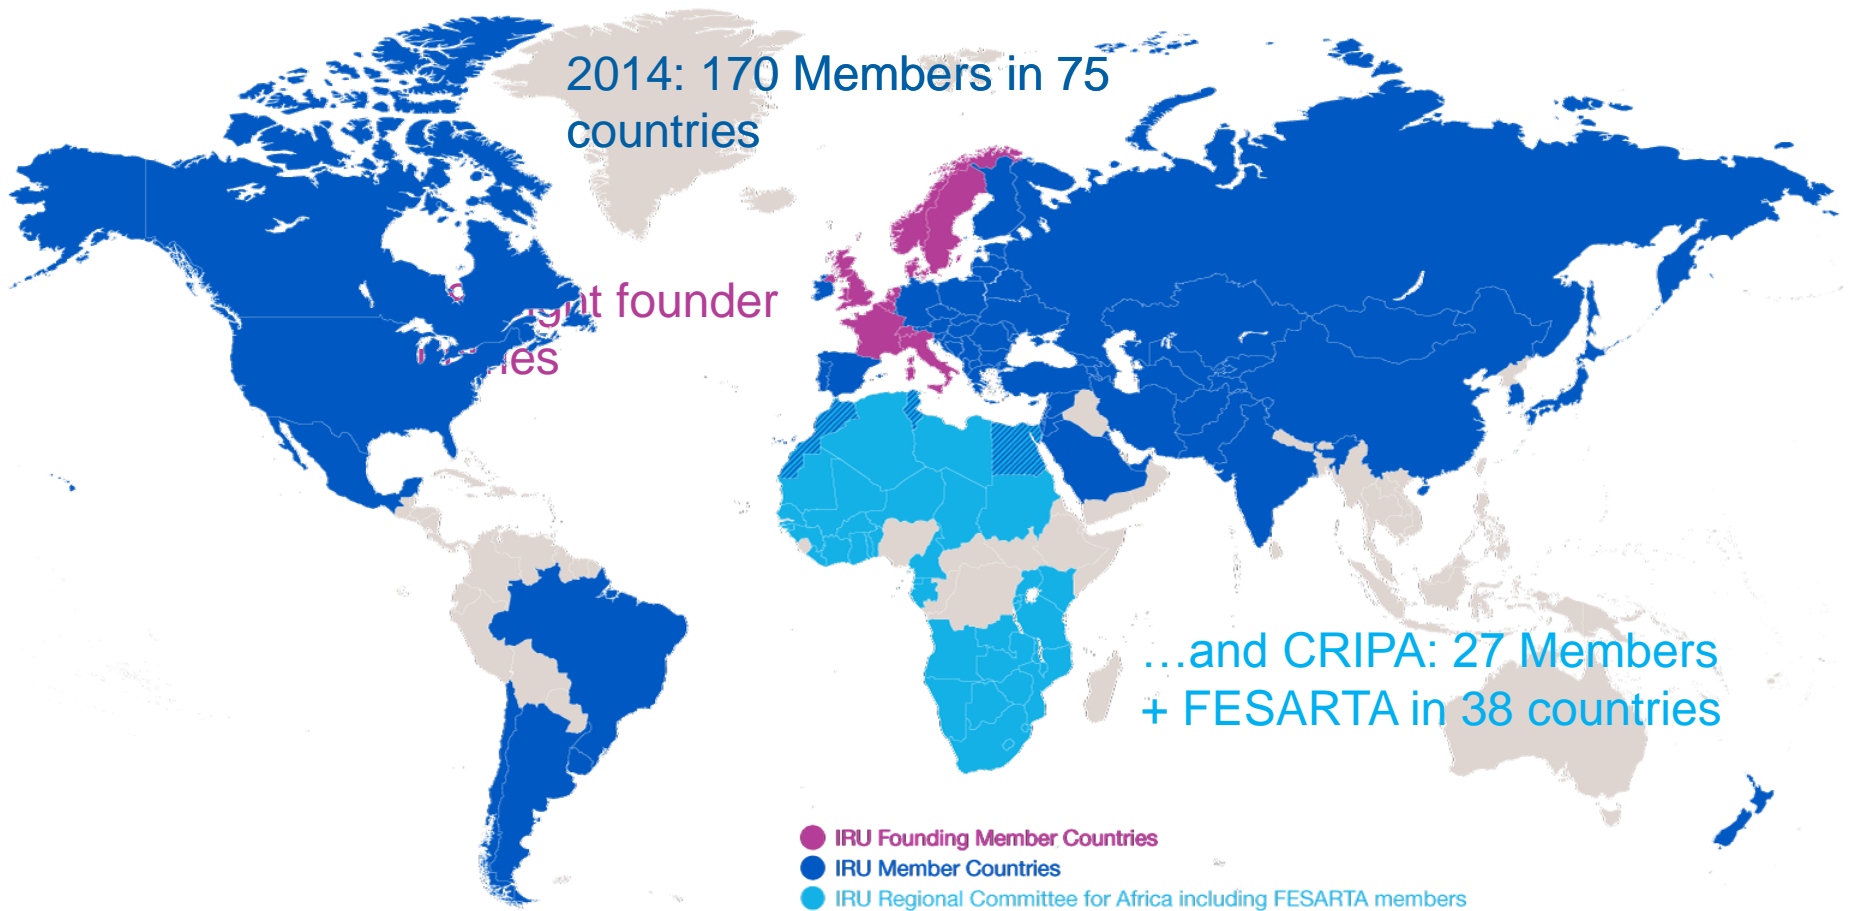 2014: 170 Members in 75
countries
founder
…and CRIPA: 27 Members
+ FESARTA in 38 countries
IRU Founding Member Countries
IRU Member Countries
IRU Regional Committee for Africa including FESARTA members